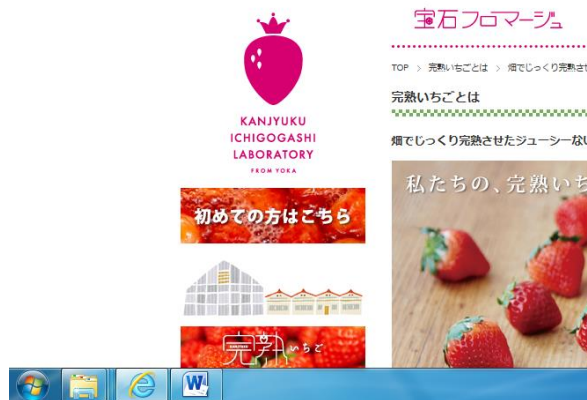 KANJYUKU
ICHIGOGASHI
LABORATORY
FROM YOKA
初めての方はこちら
完熟いちご
宝石フロマージュ
TOP > 完熟いちごとは > 畑でじっくり完熟さ
完熟いちごとは
畑でじっくり完熟させたジューシーな
私たちの、完熟いち
W